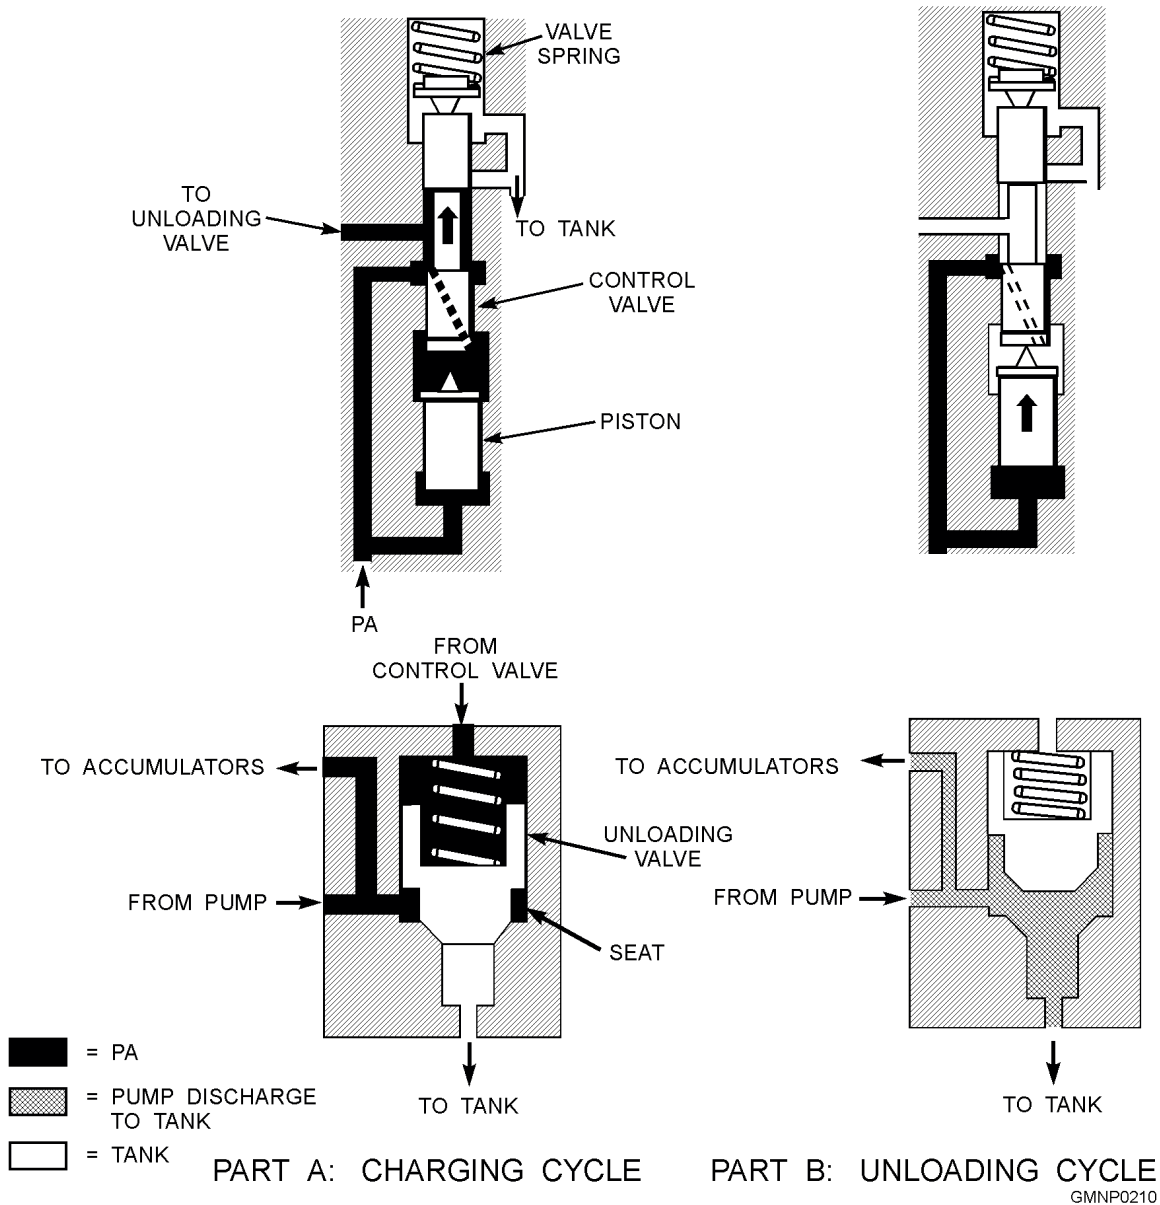 VALVE
SPRING
TO
UNLOADING
VALVE
TO TANK
CONTROL
VALVE
PISTON
PA
FROM
CONTROL VALVE
TO ACCUMULATORS
TO ACCUMULATORS
UNLOADING
VALVE
FROM PUMP
FROM PUMP
SEAT
= PA
= PUMP DISCHARGE
TO TANK
= TANK
TO TANK
TO TANK
PART A: CHARGING CYCLE
PART B: UNLOADING CYCLE
GMNP0210